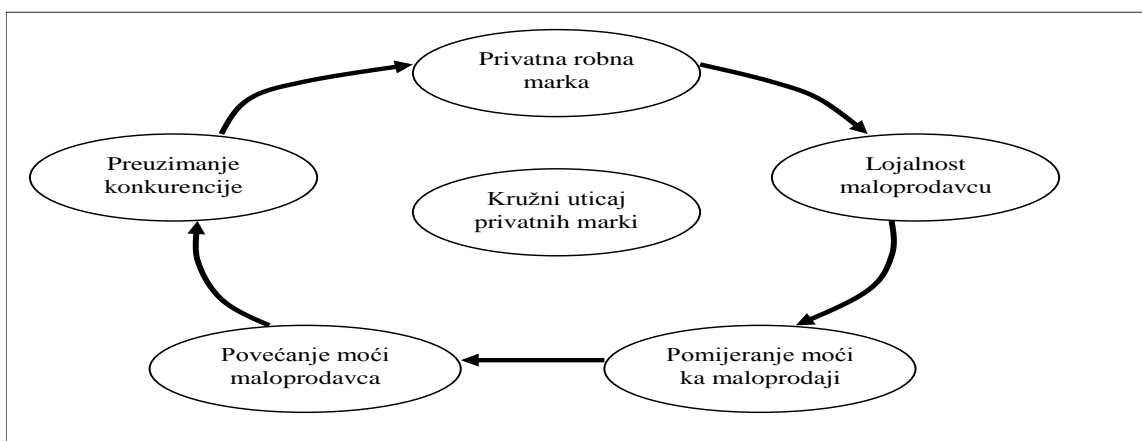 Privatna robna
marka
Preuzimanje
konkurencije
Lojalnost
maloprodavcu
Kružni uticaj
privatnih marki
Povećanje moći
maloprodavca
Pomijeranje moći
ka maloprodaji